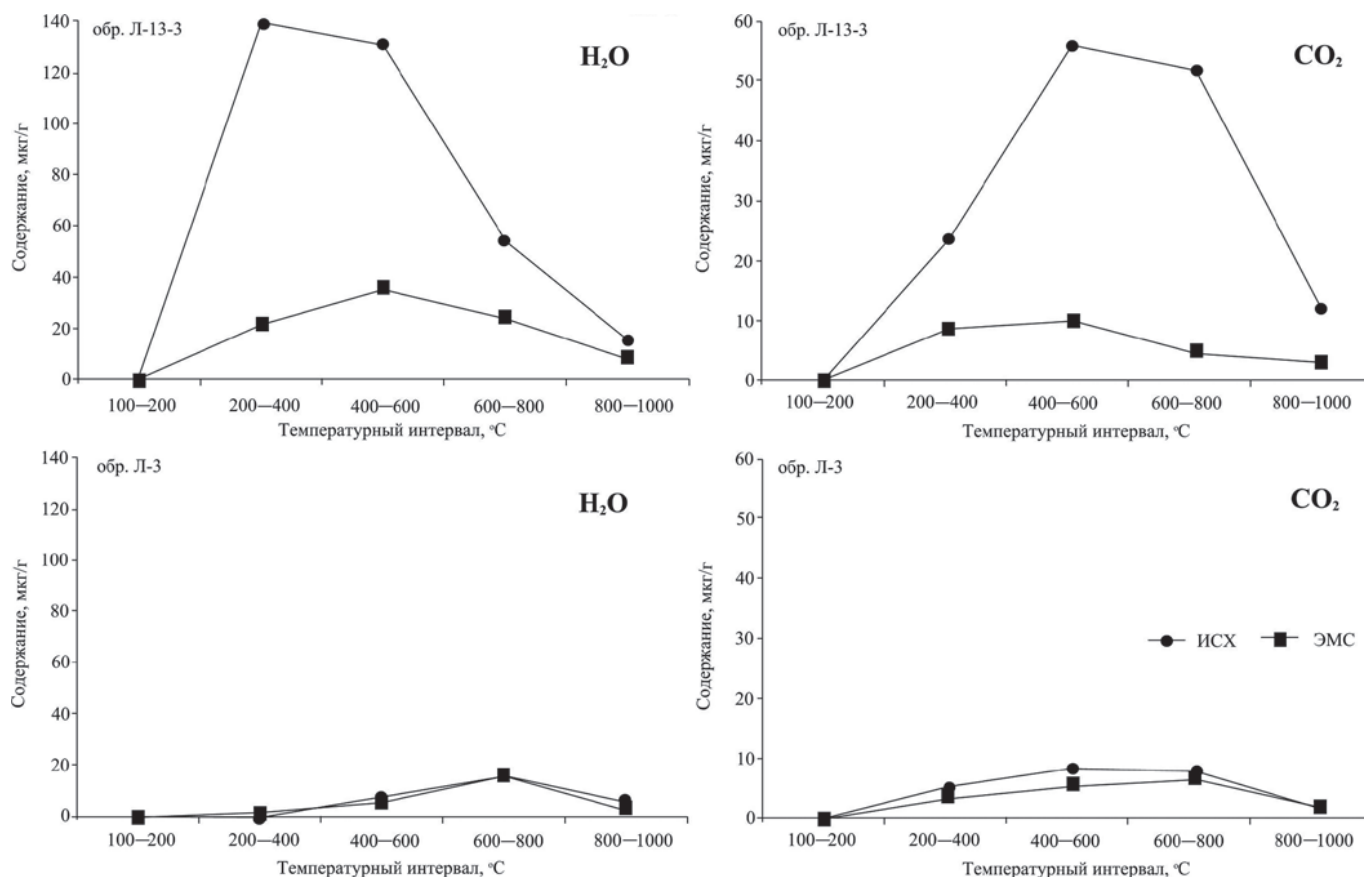 обр. Л-13-3
H₂O
Содержание, мкг/г
140
120
100
80
60
40
20
0
100–200
200–400
400–600
600–800
800–1000
Температурный интервал, °C
обр. Л-13-3
CO₂
Содержание, мкг/г
60
50
40
30
20
10
0
100–200
200–400
400–600
600–800
800–1000
Температурный интервал, °C
обр. Л-3
H₂O
Содержание, мкг/г
140
120
100
80
60
40
20
0
100–200
200–400
400–600
600–800
800–1000
Температурный интервал, °C
обр. Л-3
CO₂
Содержание, мкг/г
60
50
40
30
20
10
0
ИСХ
ЭМС
100–200
200–400
400–600
600–800
800–1000
Температурный интервал, °C